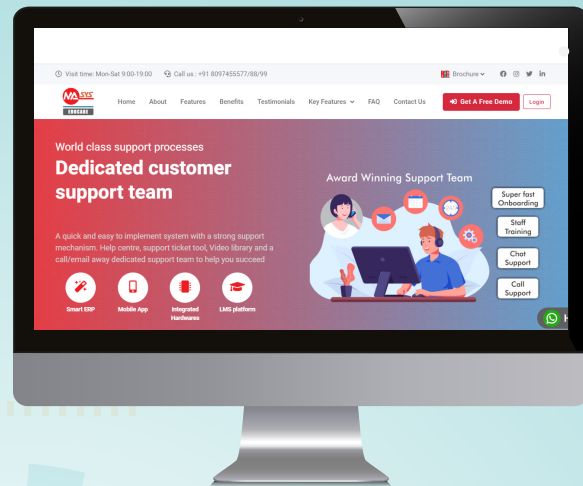 Visit time: Mon-Sat 9:00-19:00 Call us : +91 8097455577/88/99 Brochure
SYS
EDUCARE
Home About Features Benefits Testimonials Key Features FAQ Contact Us Get A Free Demo Login
World class support processes
Dedicated customer
support team
A quick and easy to implement system with a strong support
mechanism. Help centre, support ticket tool, Video library and a
call/email away dedicated support team to help you succeed
Smart ERP Mobile App Integrated
Hardwares LMS platform
Award Winning Support Team
Super fast
Onboarding
Staff
Training
Chat
Support
Call
Support